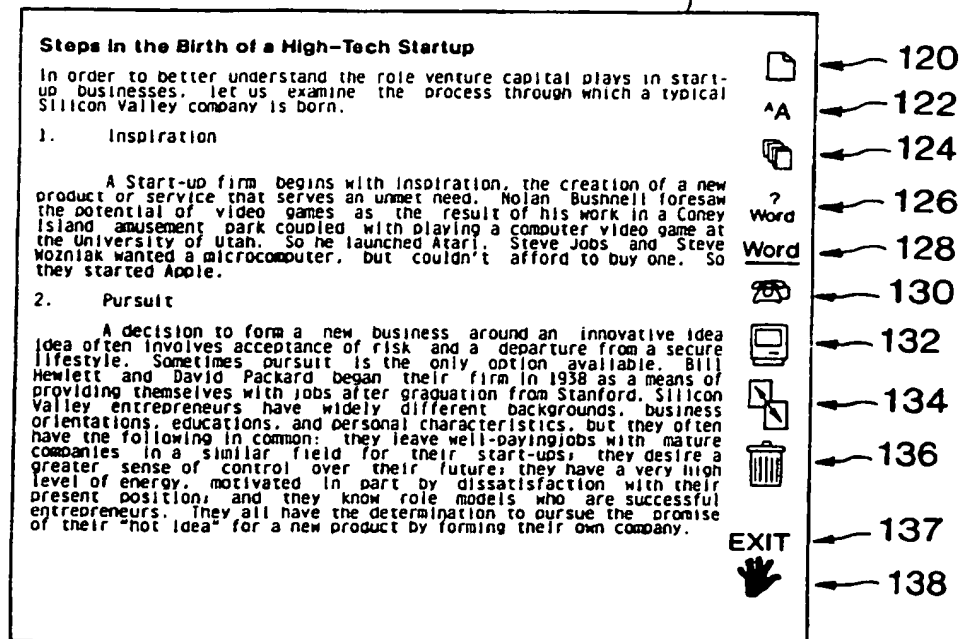 Steps in the Birth of a High-Tech Startup
In order to better understand the role venture capital plays in start-
up businesses, let us examine the process through which a typical
Silicon Valley company is born.
1. Inspiration
A Start-up firm begins with inspiration, the creation of a new
product or service that serves an unmet need. Nolan Bushnell foresaw
the potential of video games as the result of his work in a Coney
Island amusement park coupled with playing a computer video game at
the University of Utah. So he launched Atari. Steve Jobs and Steve
Wozniak wanted a microcomputer, but couldn't afford to buy one. So
they started Apple.
2. Pursuit
A decision to form a new business around an innovative idea
idea often involves acceptance of risk and a departure from a secure
lifestyle. Sometimes pursuit is the only option available. Bill
Hewlett and David Packard began their firm in 1938 as a means of
providing themselves with jobs after graduation from Stanford. Silicon
Valley entrepreneurs have widely different backgrounds, business
orientations, educations, and personal characteristics, but they often
have the following in common: they leave well-payingjobs with mature
companies in a similar field for their start-ups; they desire a
greater sense of control over their future; they have a very high
level of energy, motivated in part by dissatisfaction with their
present position; and they know role models who are successful
entrepreneurs. They all have the determination to pursue the promise
of their "hot idea" for a new product by forming their own company.
120
AA 122
124
? Word 126
Word 128
130
132
134
136
EXIT 137
138